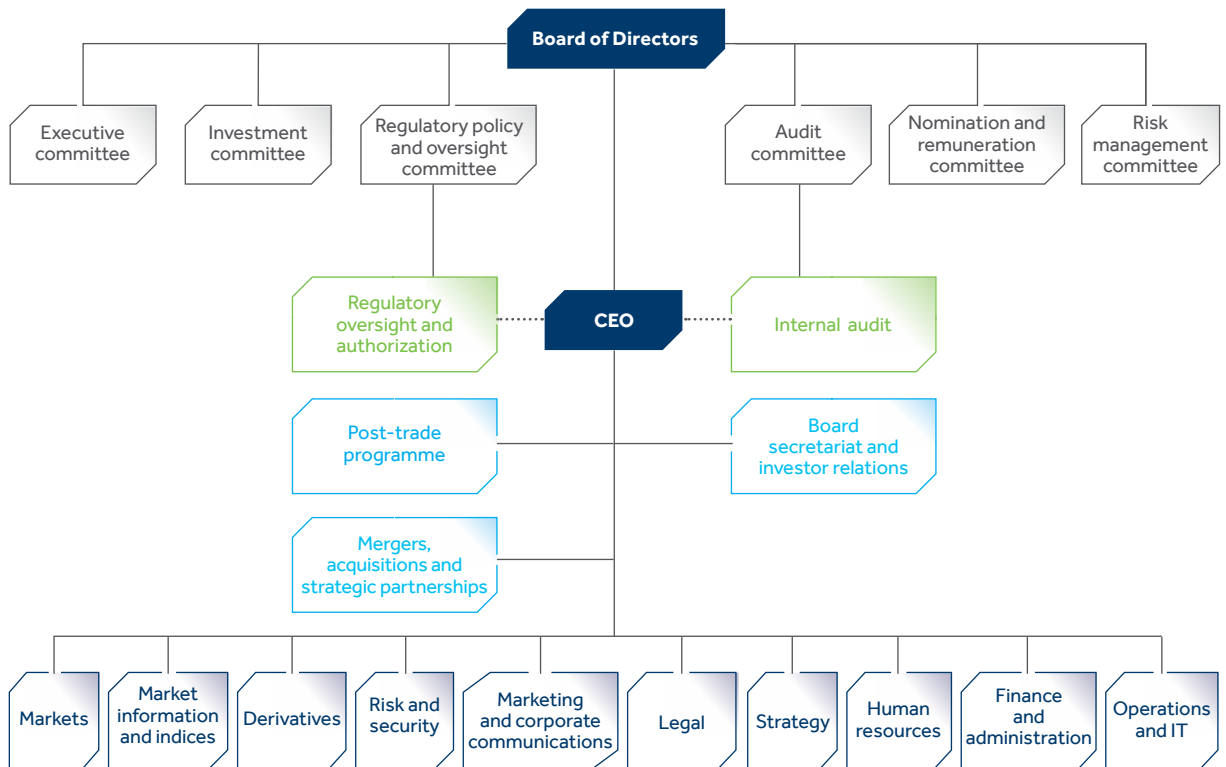 Board of Directors
Executive
committee
Investment
committee
Regulatory policy
and oversight
committee
Audit
committee
Nomination and
remuneration
committee
Risk
management
committee
Regulatory
oversight and
authorization
CEO
Internal audit
Post-trade
programme
Board
secretariat and
investor relations
Mergers,
acquisitions and
strategic partnerships
Markets
Market
information
and indices
Derivatives
Risk and
security
Marketing
and corporate
communications
Legal
Strategy
Human
resources
Finance
and
administration
Operations
and IT